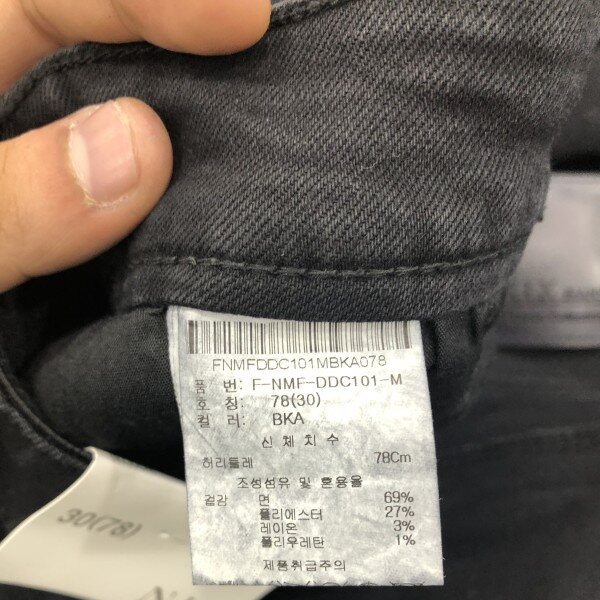 FNMFDDC101MBKA078
품 번: F-NMF-DDC101-M
호 칭: 78(30)
컬 러: BKA
신 체 치 수
허리둘레 78Cm
조성섬유 및 혼용율
겉감 면 69%
폴리에스터 27%
레이온 3%
폴리우레탄 1%
제품취급주의
30(78)